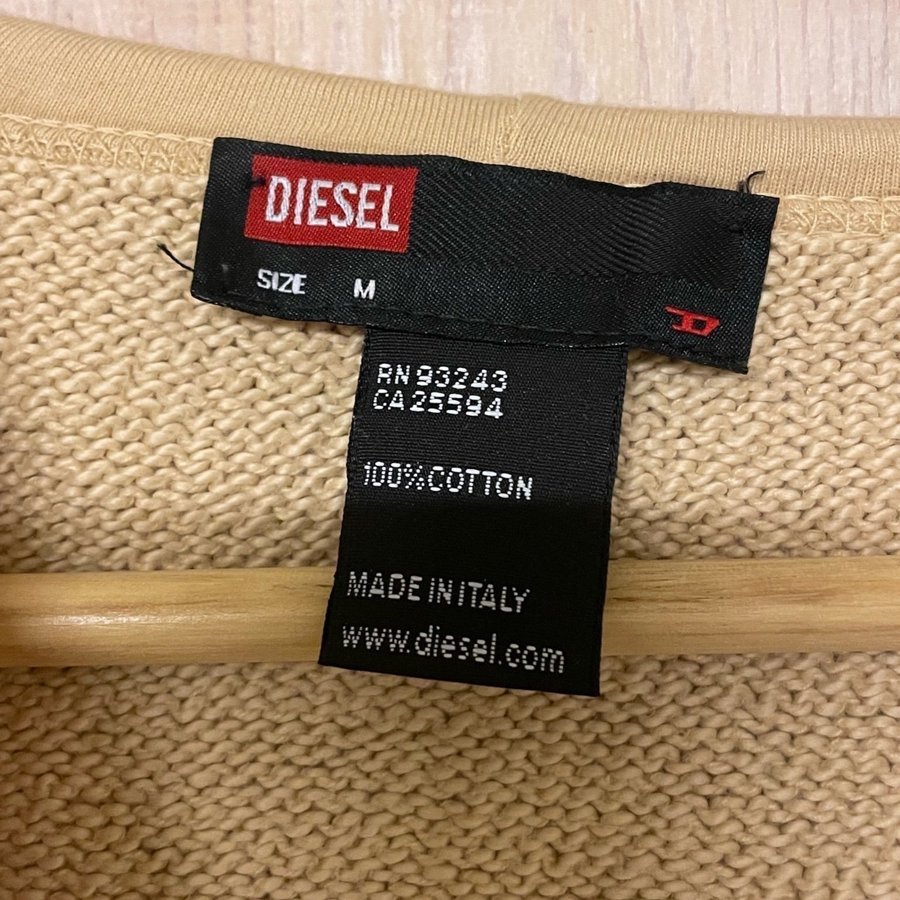 DIESEL
SIZE M
RN 93243
CA 25594
100% COTTON
MADE IN ITALY
www.diesel.com